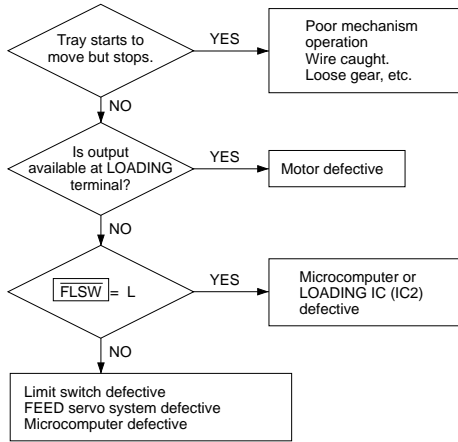 Tray starts to
move but stops.
YES
Poor mechanism
operation
Wire caught.
Loose gear, etc.
NO
Is output
available at LOADING
terminal?
YES
Motor defective
NO
FLSW = L
YES
Microcomputer or
LOADING IC (IC2)
defective
NO
Limit switch defective
FEED servo system defective
Microcomputer defective